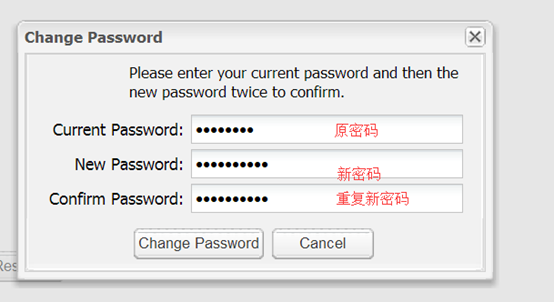 Change Password
Please enter your current password and then the
new password twice to confirm.
Current Password: •••••••• 原密码
New Password: •••••••••• 新密码
Confirm Password: •••••••••• 重复新密码
Change Password Cancel
Res